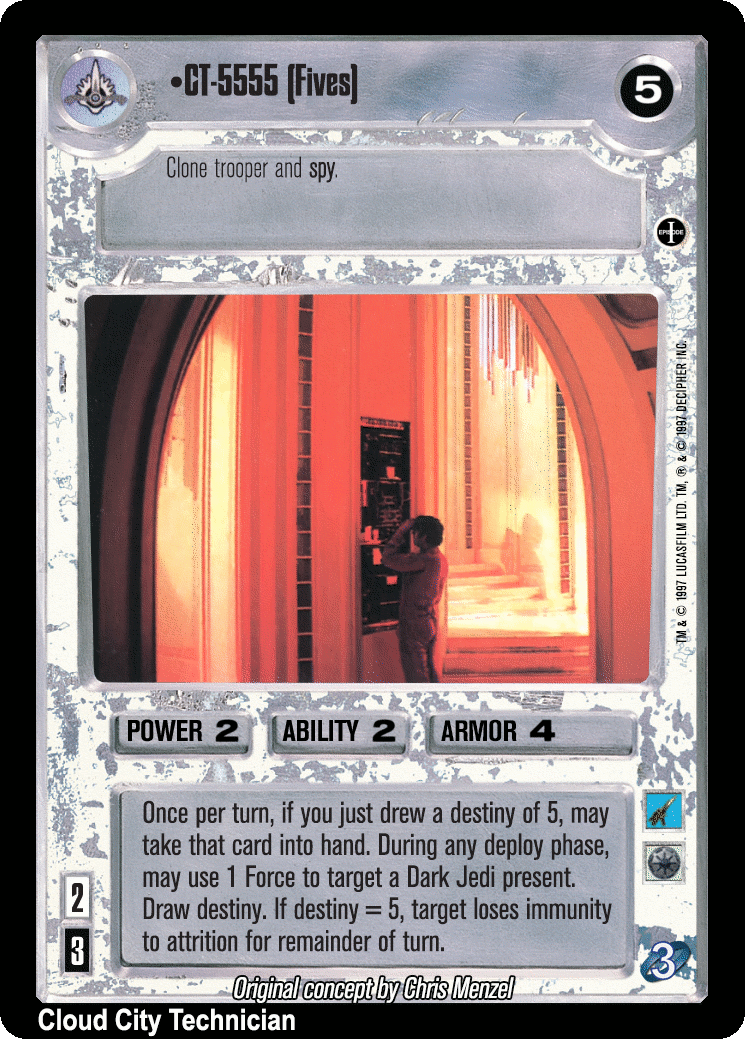 •CT-5555 (Fives)
5
Clone trooper and spy.
EPISODE I
TM & © 1997 LUCASFILM LTD. TM, ® & © 1997 DECIPHER INC.
POWER 2
ABILITY 2
ARMOR 4
Once per turn, if you just drew a destiny of 5, may
take that card into hand. During any deploy phase,
may use 1 Force to target a Dark Jedi present.
Draw destiny. If destiny = 5, target loses immunity
to attrition for remainder of turn.
2
3
3
Original concept by Chris Menzel
Cloud City Technician